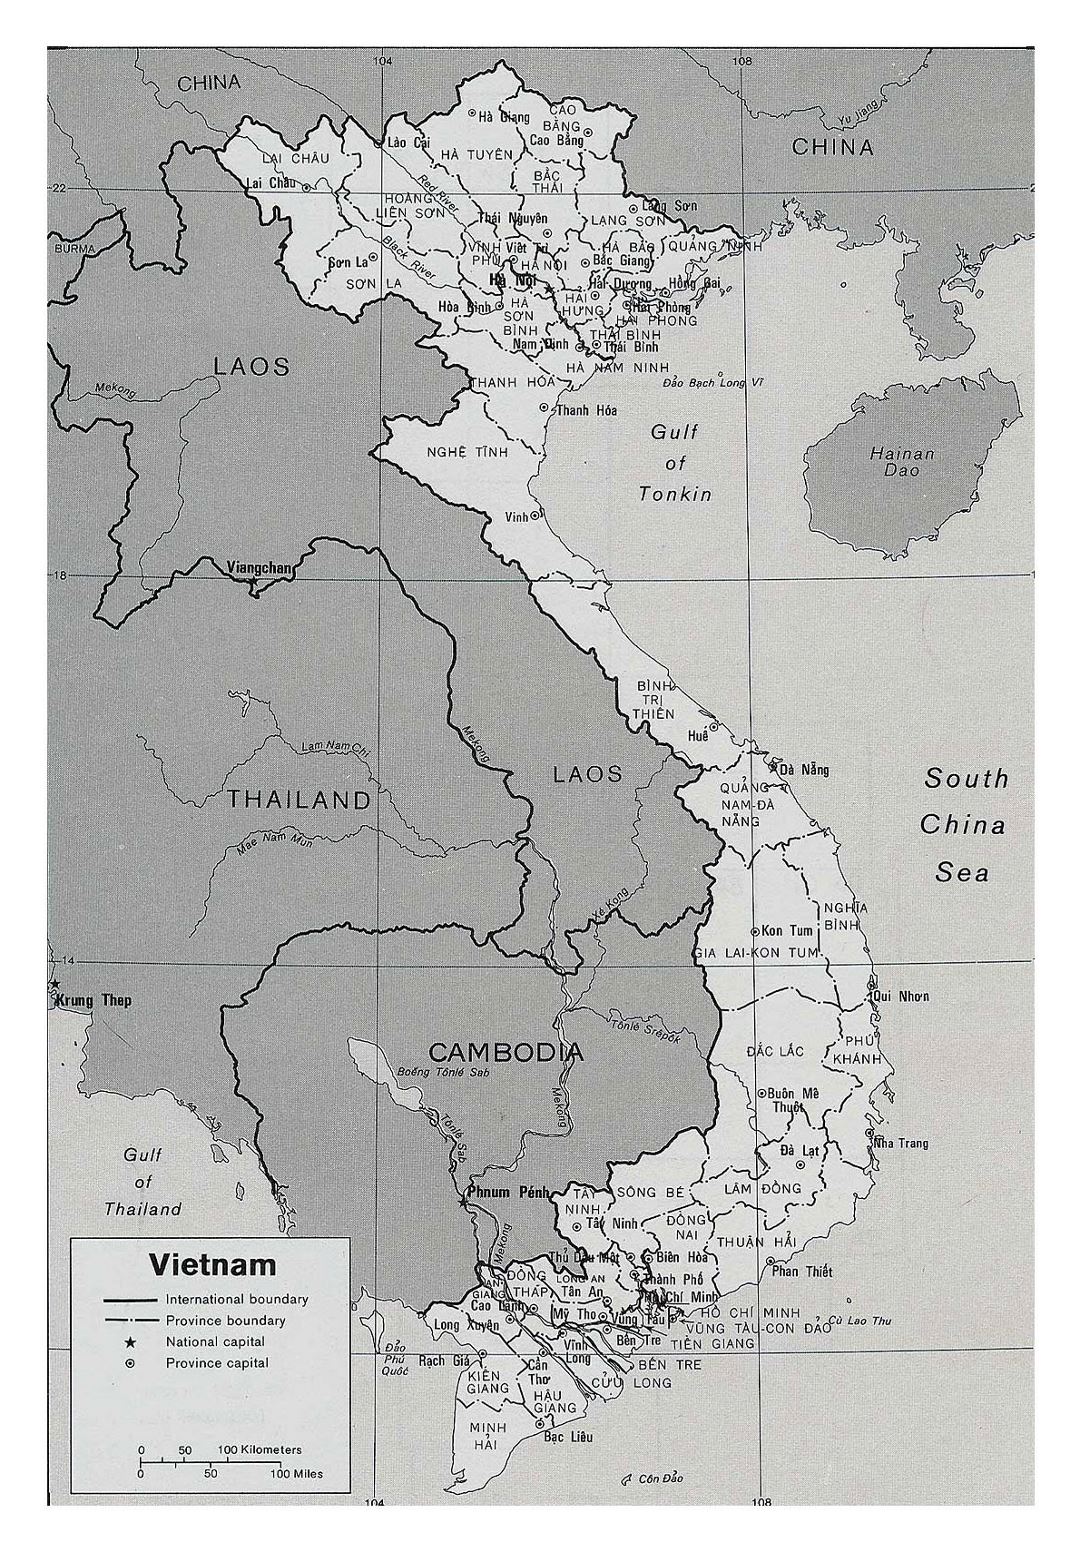 104
108
CHINA
Hà Giang
CAO
BẰNG
Cao Bằng
Yu Jiang
CHINA
Lào Cai
HÀ TUYÊN
LAI CHÂU
Lai Châu
BẮC
THÁI
22
2
Red River
HOÀNG
LIÊN SƠN
Lang Sơn
LANG SƠN
Thái Nguyên
BURMA
Black River
VĨNH
PHÚ
Việt Trì
HÀ NỘI
HÀ BẮC
Bắc Giang
QUẢNG NINH
Sơn La
SƠN LA
Hà Nội
Hải Dương
Hồng Gai
HẢI
HƯNG
Hải Phòng
HẢI PHONG
Hòa Bình
HÀ
SƠN
BÌNH
THÁI BÌNH
Nam Định
Thái Bình
HÀ NAM NINH
LAOS
THANH HÓA
Đảo Bạch Long Vĩ
Mekong
Thanh Hóa
Gulf
of
Tonkin
NGHỆ TĨNH
Hainan
Dao
Vinh
Viangchan
18
1
BÌNH
TRỊ
THIÊN
Huế
Mekong
Lam Nam Chi
LAOS
Đà Nẵng
QUẢNG
NAM-ĐÀ
NẴNG
South
China
Sea
THAILAND
Mae Nam Mun
Xé Kong
NGHĨA
BÌNH
Kon Tum
GIA LAI-KON TUM
14
Krung Thep
Qui Nhơn
Tônlé Srêpôk
CAMBODIA
Boĕng Tônlé Sab
ĐẮC LẮC
PHÚ
KHÁNH
Mekong
Buôn Mê
Thuột
Tônlé Sab
Nha Trang
Đà Lạt
Gulf
of
Thailand
Phnum Pénh
TÂY
NINH
SÔNG BÉ
LÂM ĐỒNG
Tây Ninh
ĐỒNG
NAI
THUẬN HẢI
Mekong
Thủ Dầu Một
Biên Hòa
Phan Thiết
AN
GIANG
ĐỒNG
THÁP
LONG AN
Tân An
Thành Phố
Hồ Chí Minh
Cao Lãnh
Mỹ Tho
Vũng Tàu
HỒ CHÍ MINH
VŨNG TÀU-CON ĐẢO
Cù Lao Thu
Long Xuyên
Bến Tre
TIỀN GIANG
Đảo
Phú
Quốc
Rạch Giá
Vĩnh
Long
BẾN TRE
Cần
Thơ
KIÊN
GIANG
CỬU LONG
HẬU
GIANG
MINH
HẢI
Bạc Liêu
Côn Đảo
Vietnam
International boundary
Province boundary
National capital
Province capital
0 50 100 Kilometers
0 50 100 Miles
104
108